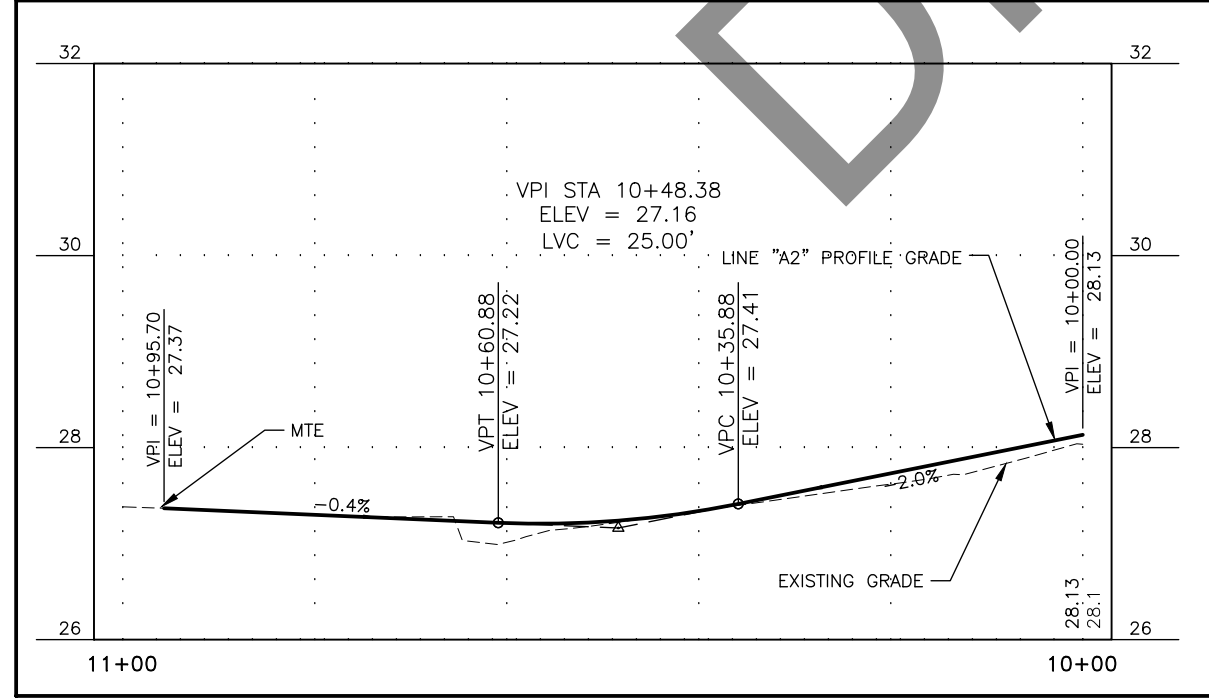 32
32
VPI STA 10+48.38
ELEV = 27.16
LVC = 25.00'
30
30
LINE "A2" PROFILE GRADE
VPI = 10+95.70
ELEV = 27.37
VPT 10+60.88
ELEV = 27.22
VPC 10+35.88
ELEV = 27.41
VPI = 10+00.00
ELEV = 28.13
MTE
28
28
-0.4%
-2.0%
EXISTING GRADE
28.13
28.1
26
26
11+00
10+00